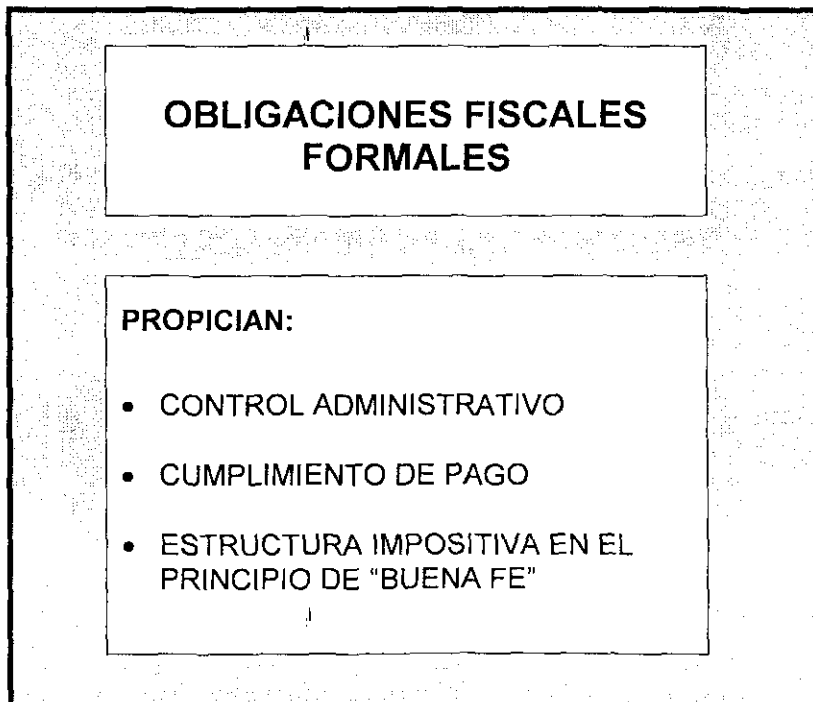 OBLIGACIONES FISCALES
FORMALES
PROPICIAN:
• CONTROL ADMINISTRATIVO
• CUMPLIMIENTO DE PAGO
• ESTRUCTURA IMPOSITIVA EN EL
PRINCIPIO DE “BUENA FE”